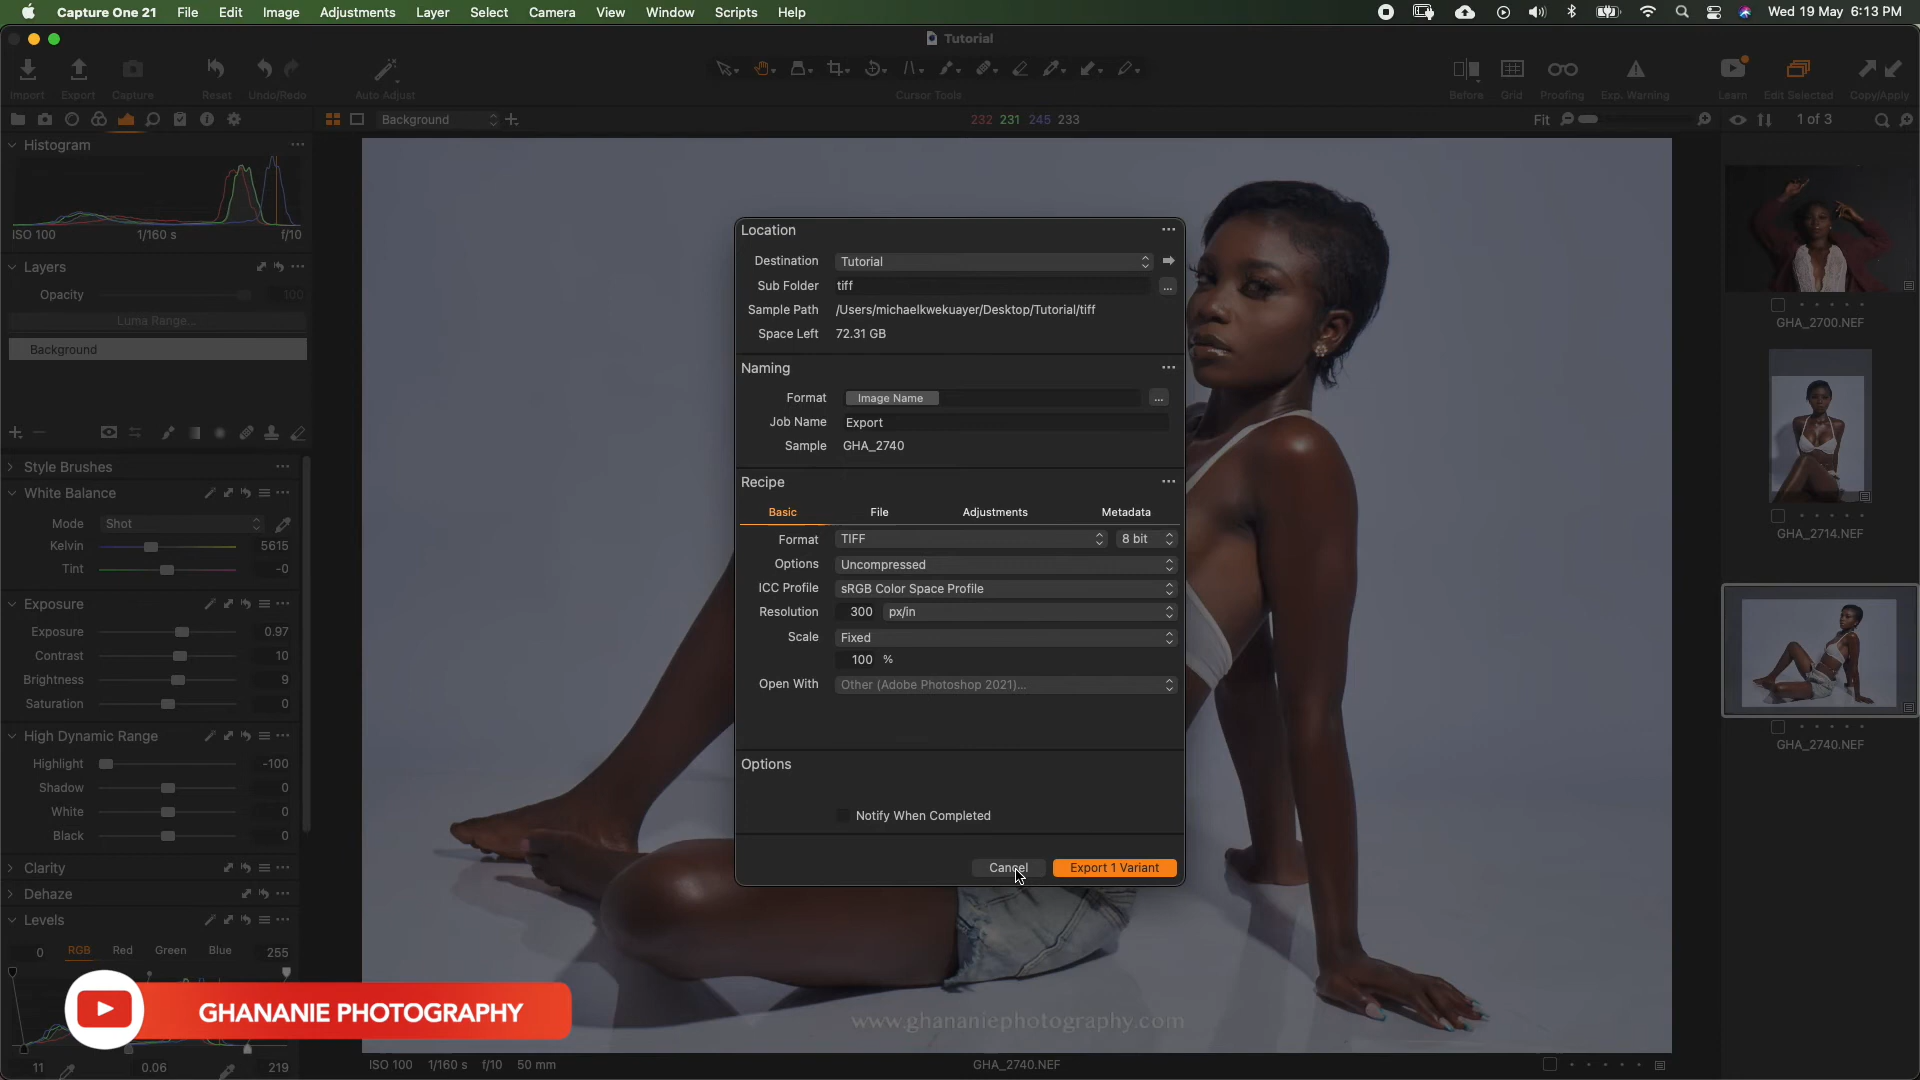 Capture One 21 File Edit Image Adjustments Layer Select Camera View Window Scripts Help Wed 19 May 6:13 PM
Tutorial
Import Export Capture Reset Undo/Redo Auto Adjust Cursor Tools Before Grid Proofing Exp. Warning Learn Edit Selected Copy/Apply
Background 232 231 245 233 Fit 1 of 3
Histogram
ISO 100 1/160 s f/10
Layers
Opacity 100
Luma Range...
Background
Style Brushes
White Balance
Mode Shot
Kelvin 5615
Tint -0
Exposure
Exposure 0.97
Contrast 10
Brightness 9
Saturation 0
High Dynamic Range
Highlight -100
Shadow 0
White 0
Black 0
Clarity
Dehaze
Levels
0 RGB Red Green Blue 255
11 0.06 219
Location
Destination Tutorial
Sub Folder tiff
Sample Path /Users/michaelkwekuayer/Desktop/Tutorial/tiff
Space Left 72.31 GB
Naming
Format Image Name
Job Name Export
Sample GHA_2740
Recipe
Basic File Adjustments Metadata
Format TIFF 8 bit
Options Uncompressed
ICC Profile sRGB Color Space Profile
Resolution 300 px/in
Scale Fixed
100 %
Open With Other (Adobe Photoshop 2021)...
Options
Notify When Completed
Cancel Export 1 Variant
GHA_2700.NEF
GHA_2714.NEF
GHA_2740.NEF
GHANANIE PHOTOGRAPHY
www.ghananiephotography.com
ISO 100 1/160 s f/10 50 mm GHA_2740.NEF